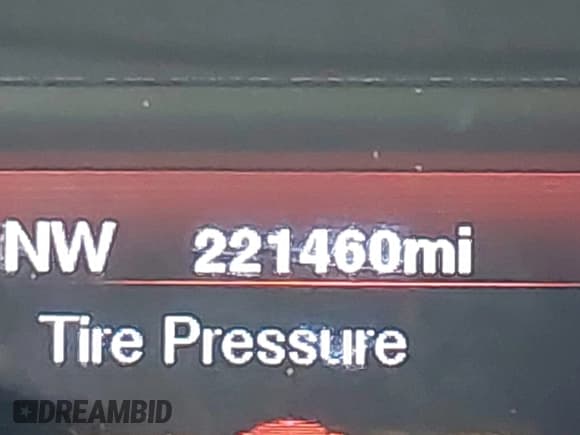 NW 221460mi
Tire Pressure
DREAMBID